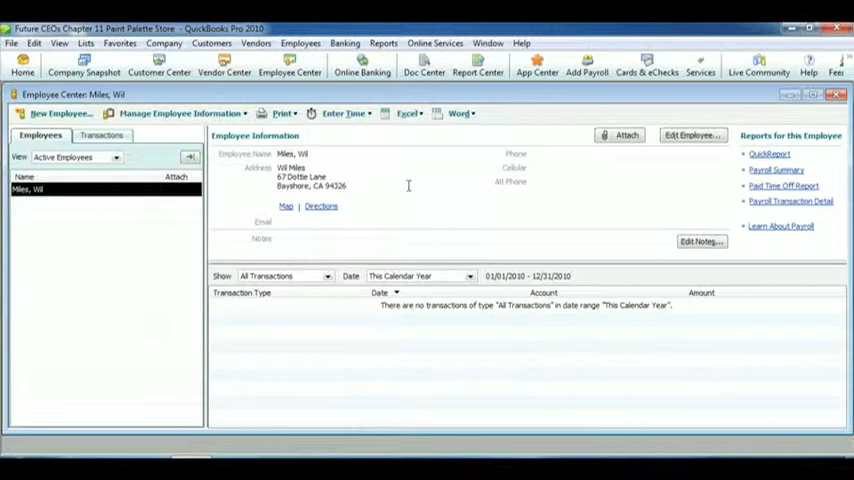 Future CEOs Chapter 11 Paint Palette Store - QuickBooks Pro 2010
File Edit View Lists Favorites Company Customers Vendors Employees Banking Reports Online Services Window Help
Home Company Snapshot Customer Center Vendor Center Employee Center Online Banking Doc Center Report Center App Center Add Payroll Cards & eChecks Services Live Community Help Feed
Employee Center: Miles, Wil
New Employee... Manage Employee Information Print Enter Time Excel Word
Employees Transactions
View Active Employees
Name Attach
Miles, Wil
Employee Information
Attach Edit Employee...
Employee Name Miles, Wil
Address Wil Miles
67 Dottie Lane
Bayshore, CA 94326
Map | Directions
Email
Notes
Phone
Cellular
Alt Phone
Edit Notes...
Reports for this Employee
QuickReport
Payroll Summary
Paid Time Off Report
Payroll Transaction Detail
Learn About Payroll
Show All Transactions Date This Calendar Year 01/01/2010 - 12/31/2010
Transaction Type Date Account Amount
There are no transactions of type "All Transactions" in date range "This Calendar Year".